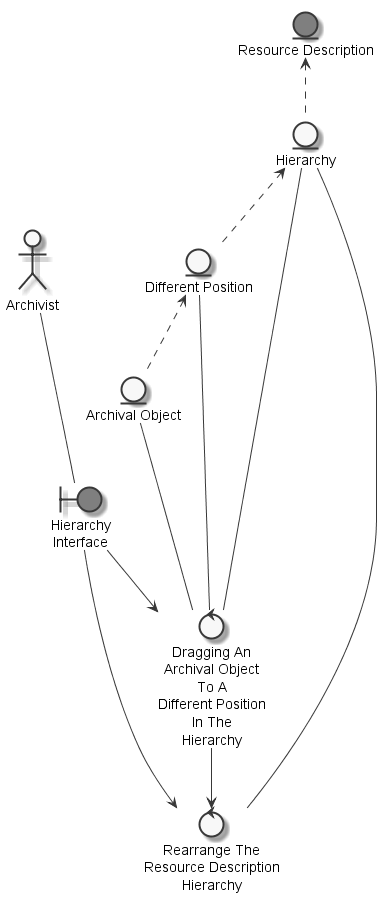 Resource Description
Hierarchy
Different Position
Archivist
Archival Object
Hierarchy
Interface
Dragging An
Archival Object
To A
Different Position
In The
Hierarchy
Rearrange The
Resource Description
Hierarchy